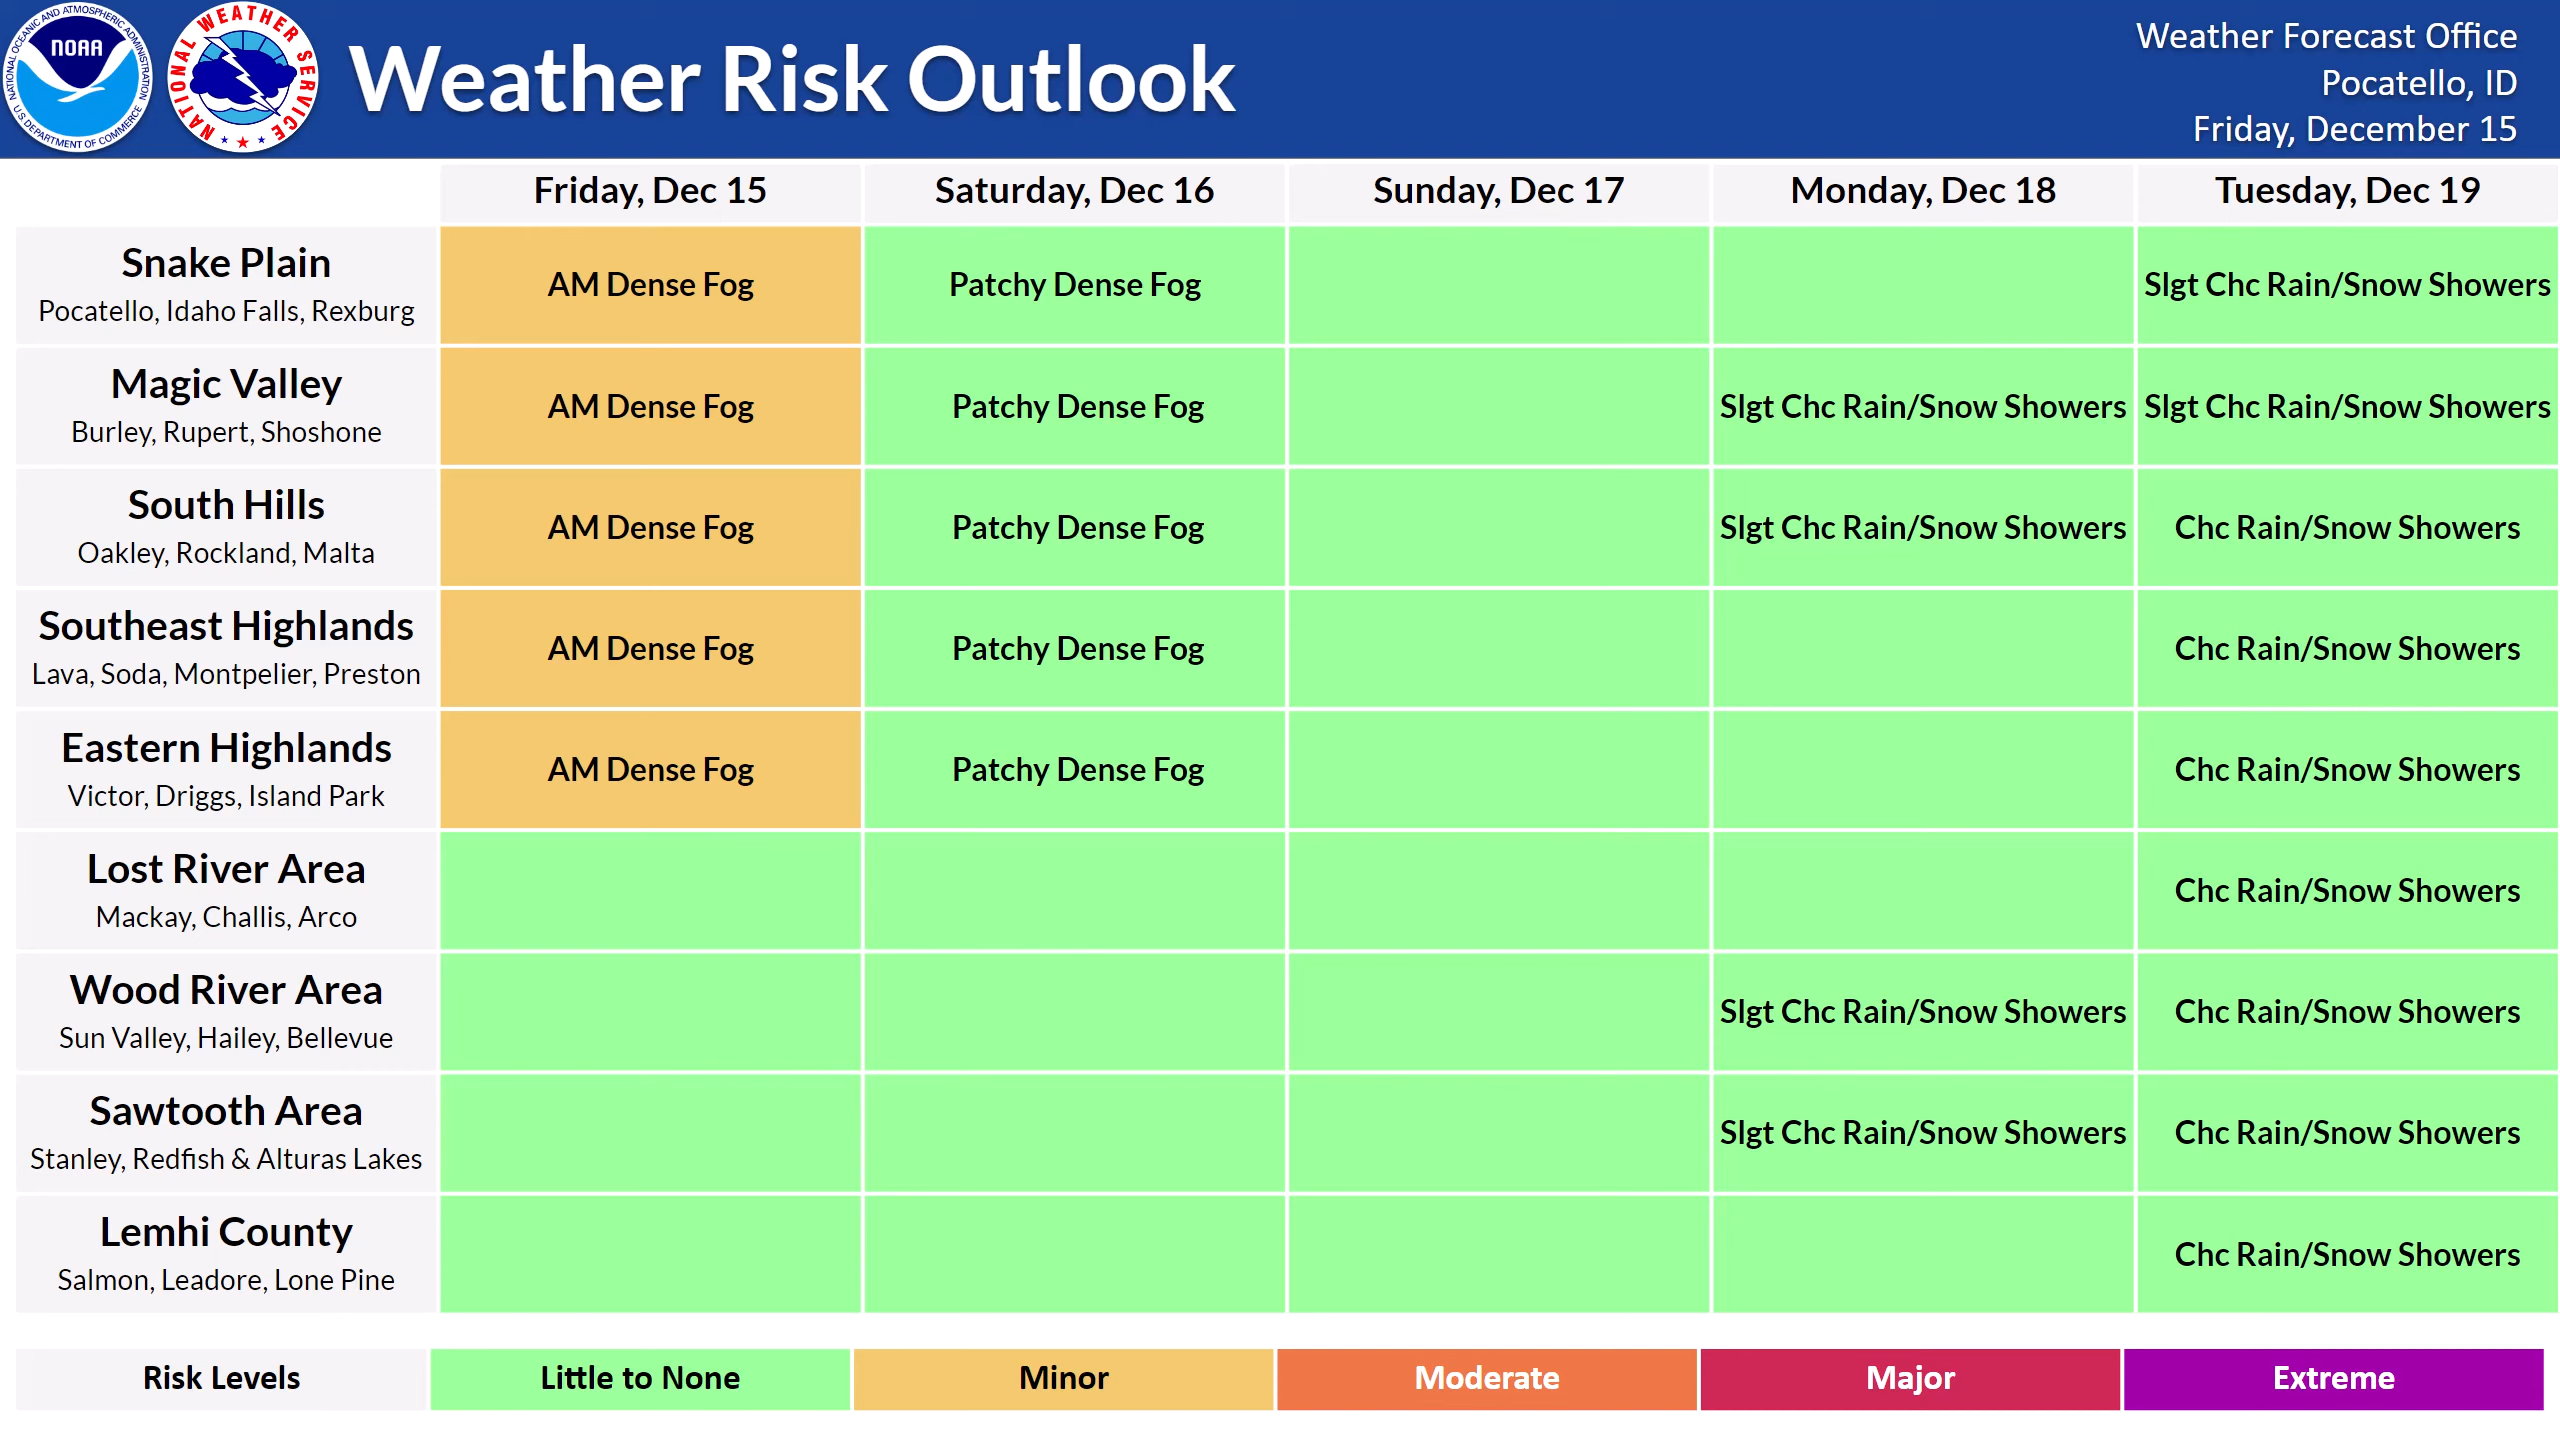 NATIONAL OCEANIC AND ATMOSPHERIC ADMINISTRATION
NOAA
U.S. DEPARTMENT OF COMMERCE
NATIONAL WEATHER SERVICE
Weather Risk Outlook
Weather Forecast Office
Pocatello, ID
Friday, December 15
Friday, Dec 15
Saturday, Dec 16
Sunday, Dec 17
Monday, Dec 18
Tuesday, Dec 19
Snake Plain
Pocatello, Idaho Falls, Rexburg
AM Dense Fog
Patchy Dense Fog
Slgt Chc Rain/Snow Showers
Magic Valley
Burley, Rupert, Shoshone
AM Dense Fog
Patchy Dense Fog
Slgt Chc Rain/Snow Showers
Slgt Chc Rain/Snow Showers
South Hills
Oakley, Rockland, Malta
AM Dense Fog
Patchy Dense Fog
Slgt Chc Rain/Snow Showers
Chc Rain/Snow Showers
Southeast Highlands
Lava, Soda, Montpelier, Preston
AM Dense Fog
Patchy Dense Fog
Chc Rain/Snow Showers
Eastern Highlands
Victor, Driggs, Island Park
AM Dense Fog
Patchy Dense Fog
Chc Rain/Snow Showers
Lost River Area
Mackay, Challis, Arco
Chc Rain/Snow Showers
Wood River Area
Sun Valley, Hailey, Bellevue
Slgt Chc Rain/Snow Showers
Chc Rain/Snow Showers
Sawtooth Area
Stanley, Redfish & Alturas Lakes
Slgt Chc Rain/Snow Showers
Chc Rain/Snow Showers
Lemhi County
Salmon, Leadore, Lone Pine
Chc Rain/Snow Showers
Risk Levels
Little to None
Minor
Moderate
Major
Extreme